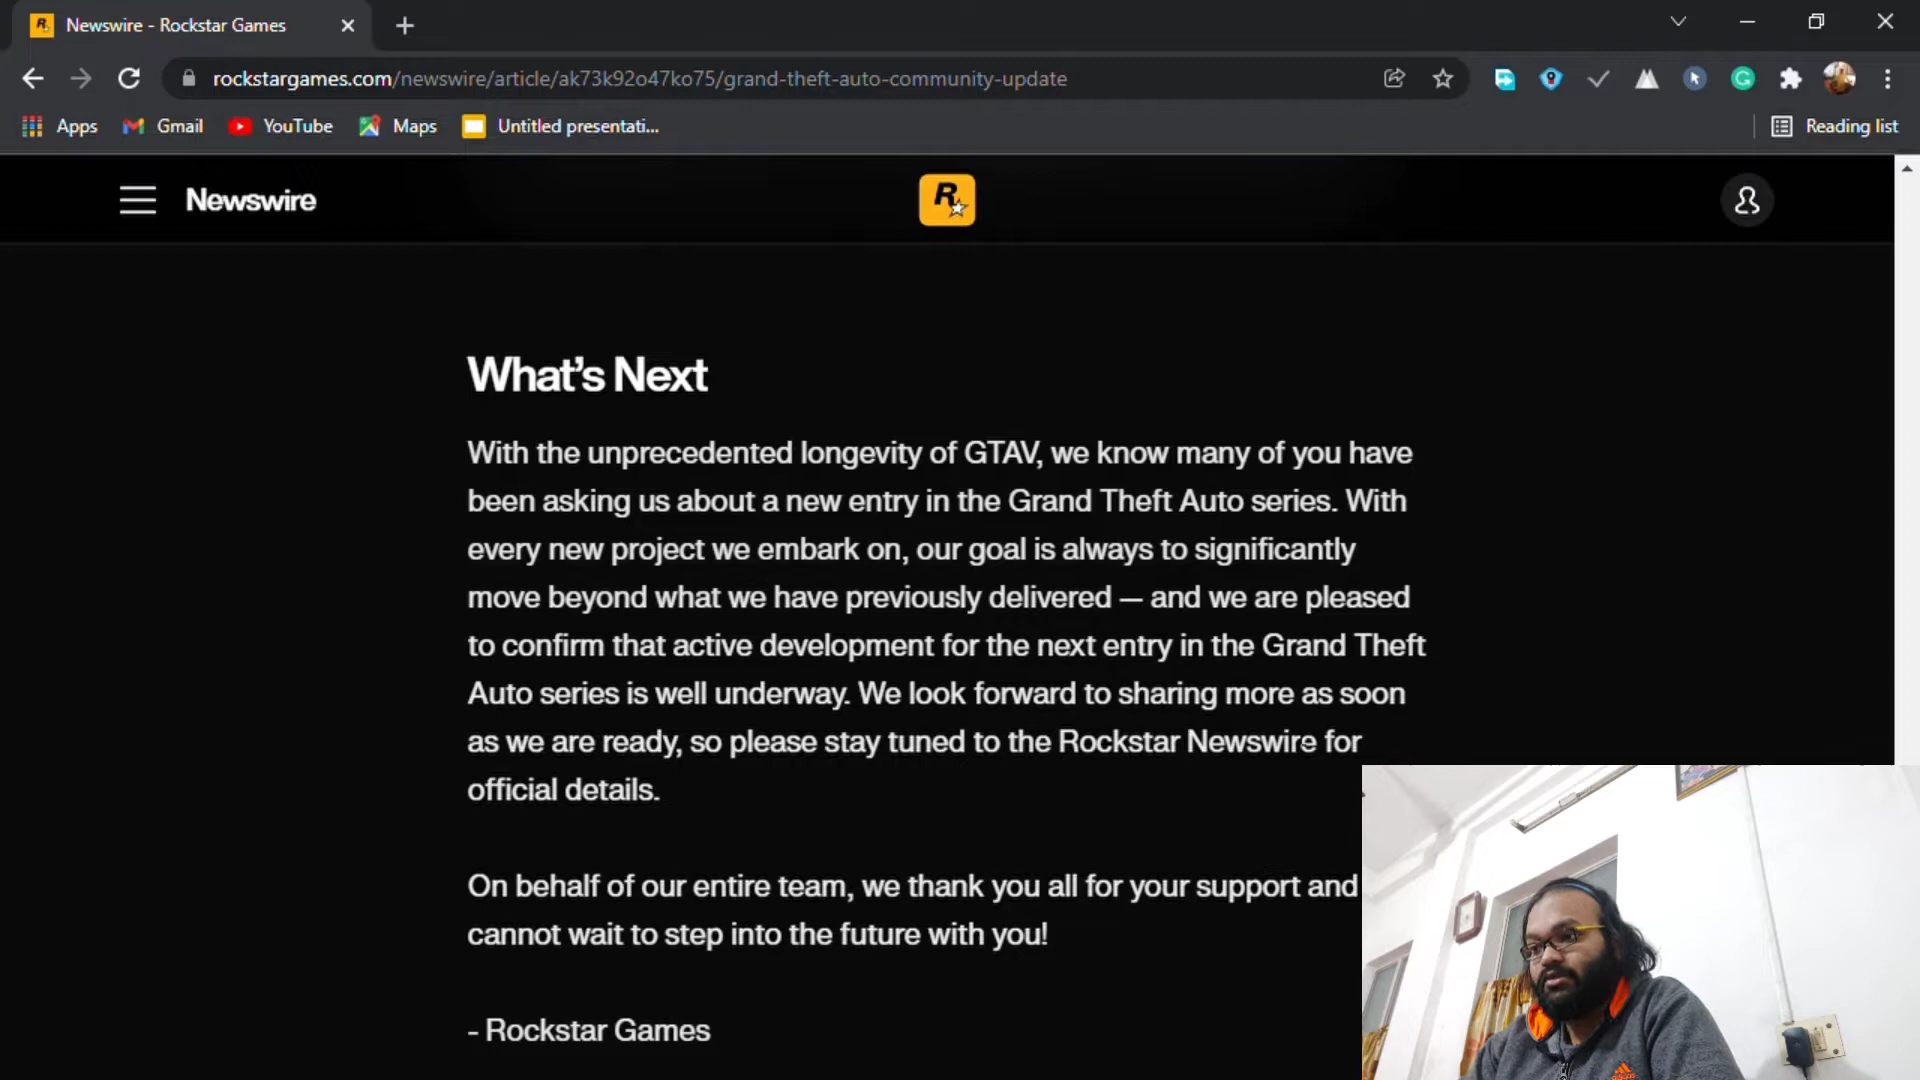 Newswire - Rockstar Games
rockstargames.com/newswire/article/ak73k92o47ko75/grand-theft-auto-community-update
Apps Gmail YouTube Maps Untitled presentati... Reading list
Newswire
What's Next
With the unprecedented longevity of GTAV, we know many of you have
been asking us about a new entry in the Grand Theft Auto series. With
every new project we embark on, our goal is always to significantly
move beyond what we have previously delivered — and we are pleased
to confirm that active development for the next entry in the Grand Theft
Auto series is well underway. We look forward to sharing more as soon
as we are ready, so please stay tuned to the Rockstar Newswire for
official details.
On behalf of our entire team, we thank you all for your support and
cannot wait to step into the future with you!
- Rockstar Games
adidas